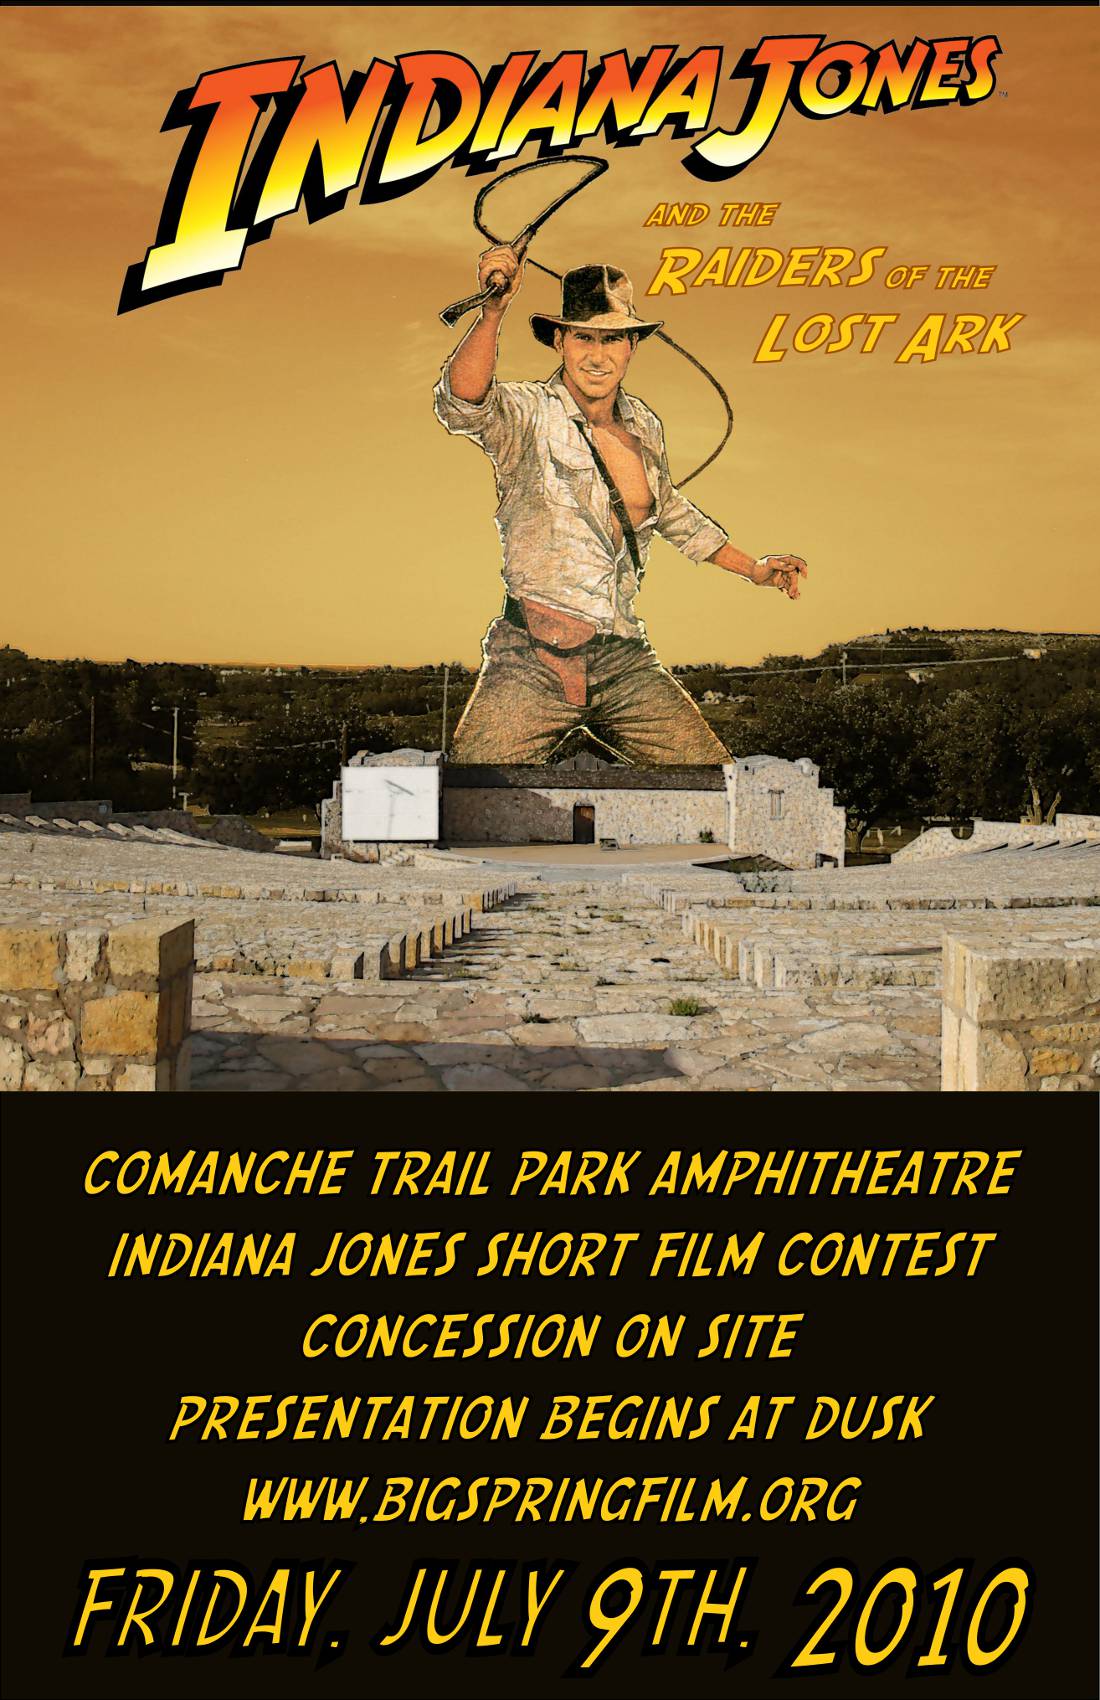 INDIANA JONES™
AND THE
RAIDERS OF THE
LOST ARK
COMANCHE TRAIL PARK AMPHITHEATRE
INDIANA JONES SHORT FILM CONTEST
CONCESSION ON SITE
PRESENTATION BEGINS AT DUSK
WWW.BIGSPRINGFILM.ORG
FRIDAY, JULY 9TH, 2010